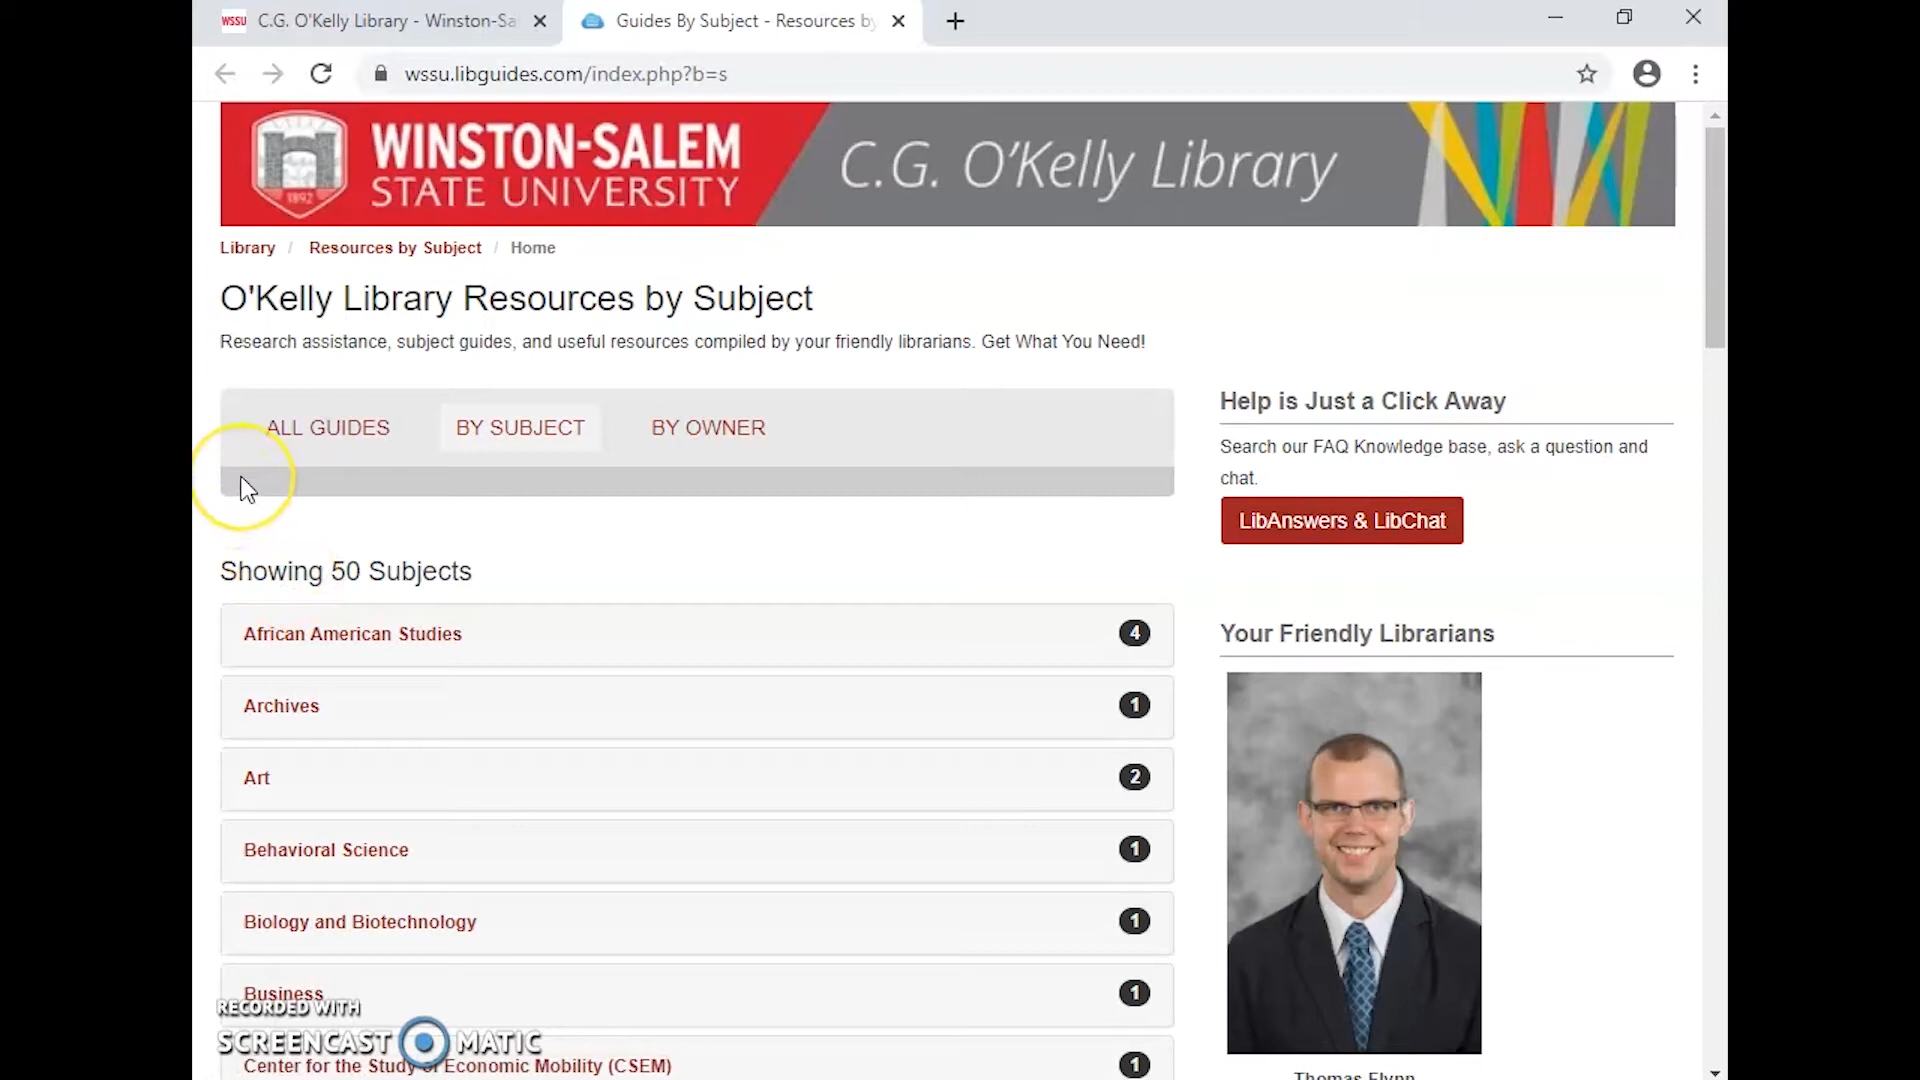 WSSU C.G. O'Kelly Library - Winston-Sa
Guides By Subject - Resources by
wssu.libguides.com/index.php?b=s
WINSTON-SALEM
STATE UNIVERSITY
1892
C.G. O'Kelly Library
Library / Resources by Subject / Home
O'Kelly Library Resources by Subject
Research assistance, subject guides, and useful resources compiled by your friendly librarians. Get What You Need!
ALL GUIDES BY SUBJECT BY OWNER
Showing 50 Subjects
African American Studies 4
Archives 1
Art 2
Behavioral Science 1
Biology and Biotechnology 1
Business 1
Center for the Study of Economic Mobility (CSEM) 1
Help is Just a Click Away
Search our FAQ Knowledge base, ask a question and
chat.
LibAnswers & LibChat
Your Friendly Librarians
Thomas Flynn
RECORDED WITH
SCREENCAST MATIC